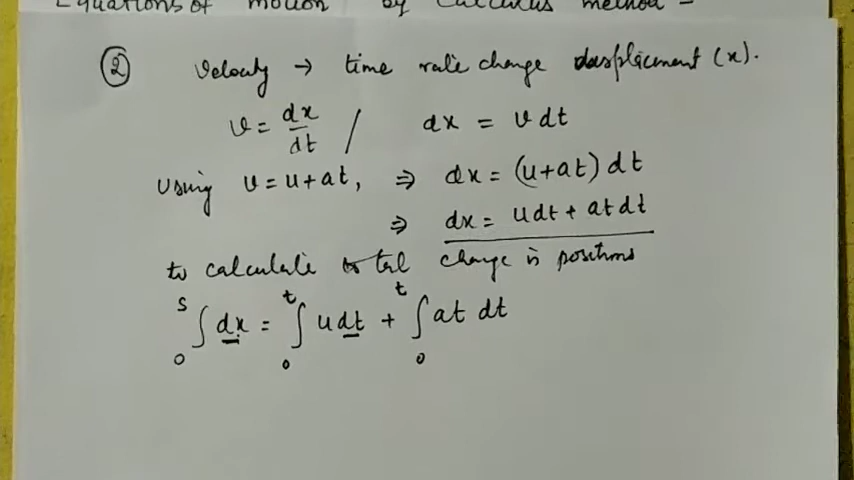 Equations of motion by Calculus method -
② Velocity → time rate change displacement (x).
v = dx/dt / dx = v dt
Using v = u + at, ⇒ dx = (u + at) dt
⇒ dx = u dt + at dt
to calculate total change in positions
∫₀ˢ dx = ∫₀ᵗ u dt + ∫₀ᵗ at dt